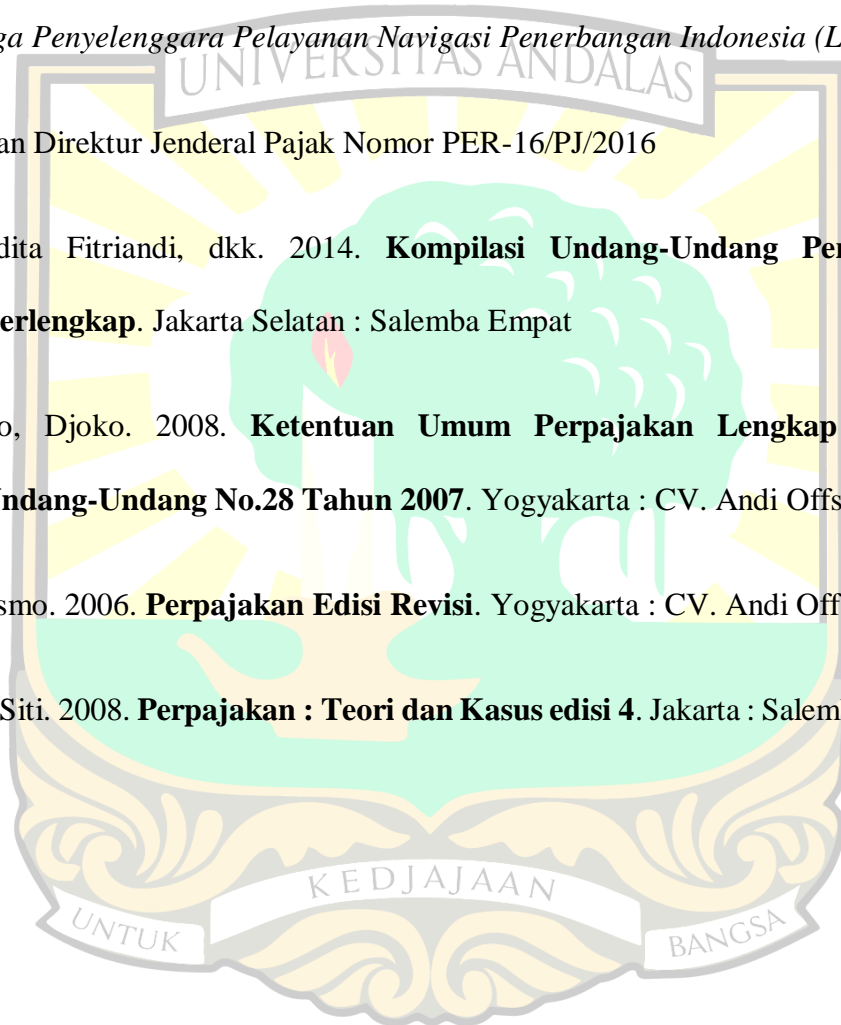 ga Penyelenggara Pelayanan Navigasi Penerbangan Indonesia (L
UNIVERSITAS ANDALAS
an Direktur Jenderal Pajak Nomor PER-16/PJ/2016
dita Fitriandi, dkk. 2014. Kompilasi Undang-Undang Per
erlengkap. Jakarta Selatan : Salemba Empat
o, Djoko. 2008. Ketentuan Umum Perpajakan Lengkap
Undang-Undang No.28 Tahun 2007. Yogyakarta : CV. Andi Offs
smo. 2006. Perpajakan Edisi Revisi. Yogyakarta : CV. Andi Off
Siti. 2008. Perpajakan : Teori dan Kasus edisi 4. Jakarta : Salem
KEDJAJAAN
UNTUK
BANGSA